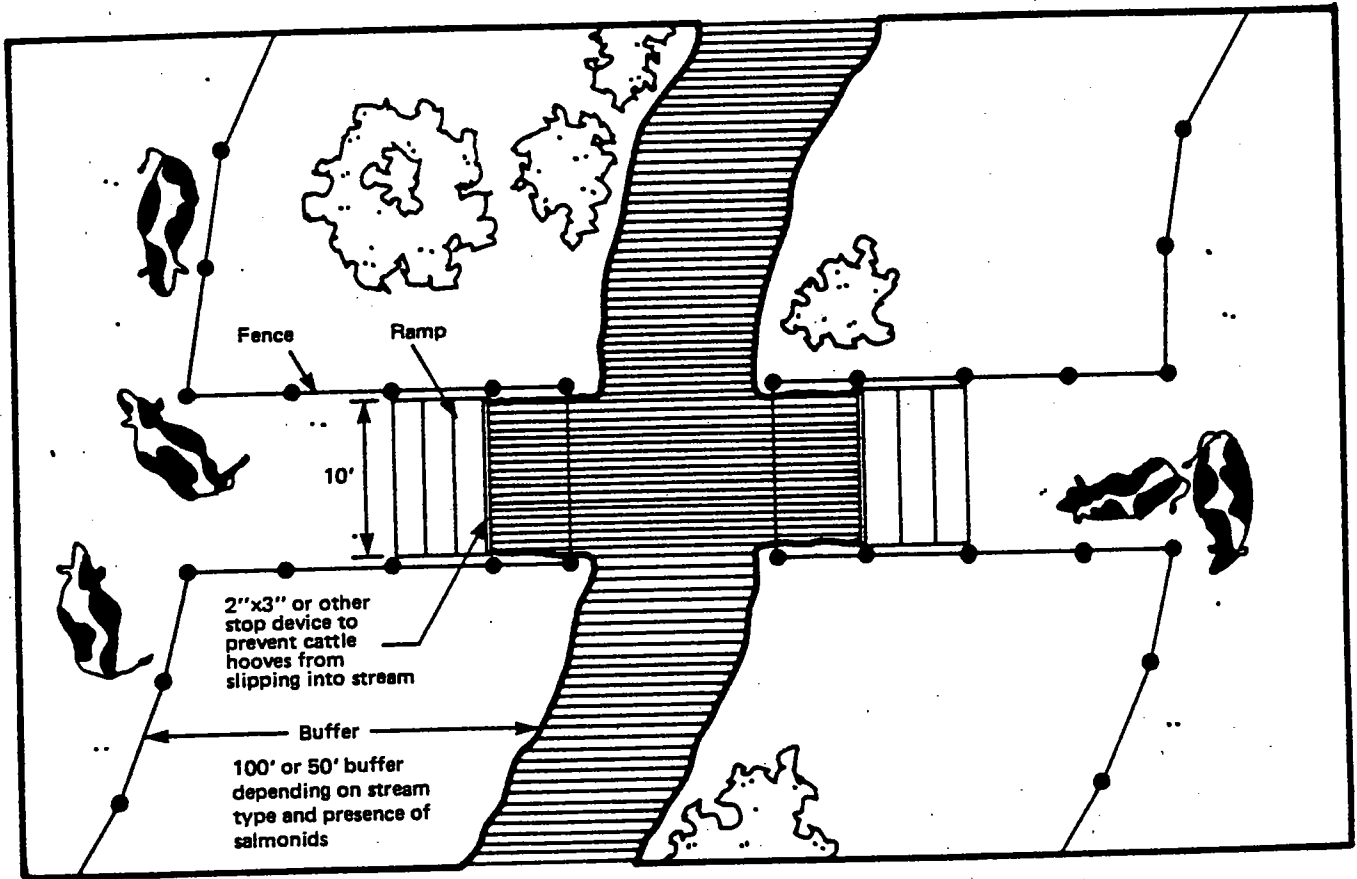 Fence
Ramp
10'
2"x3" or other
stop device to
prevent cattle
hooves from
slipping into stream
Buffer
100' or 50' buffer
depending on stream
type and presence of
salmonids